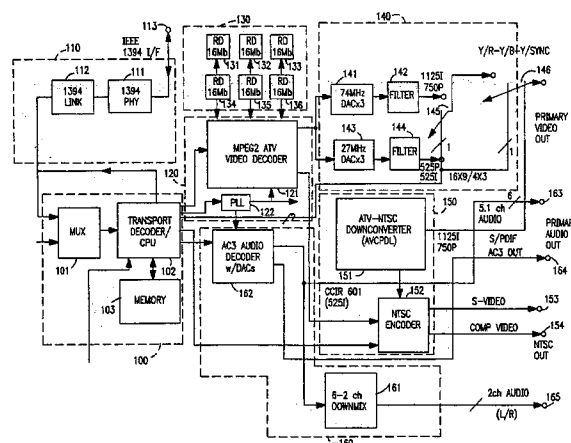 113
130
140
IEEE
1394
I/F
110
112
111
1394
LINK
1394
PHY
RD
16Mb
RD
16Mb
RD
16Mb
131
132
133
RD
16Mb
RD
16Mb
RD
16Mb
134
135
136
141
142
74MHz
DACx3
FILTER
1125I
750P
143
144
145
27MHz
DACx3
FILTER
525P
525I
1
1
16X9/4X3
Y/R-Y/B-Y/SYNC
146
PRIMARY
VIDEO
OUT
120
MPEG2 ATV
VIDEO DECODER
121
PLL
122
MUX
101
TRANSPORT
DECODER/
CPU
102
103
MEMORY
100
AC3 AUDIO
DECODER
w/DACs
162
150
ATV-NTSC
DOWNCONVERTER
(AVCPDL)
151
1125I
750P
CCIR 601
(525I)
152
NTSC
ENCODER
6
5.1 ch
AUDIO
163
S/PDIF
AC3 OUT
PRIMARY
AUDIO OUT
164
S-VIDEO
153
COMP VIDEO
154
NTSC
OUT
6-2 ch
DOWNMIX
161
2ch AUDIO
(L/R)
165
160